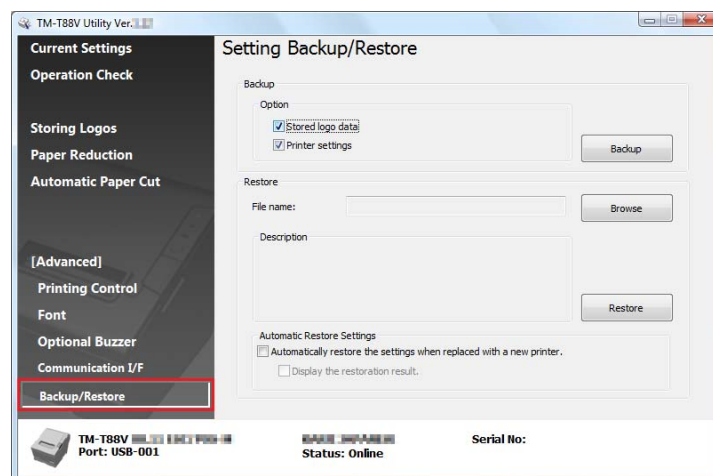 TM-T88V Utility Ver.
Current Settings
Operation Check
Storing Logos
Paper Reduction
Automatic Paper Cut
[Advanced]
Printing Control
Font
Optional Buzzer
Communication I/F
Backup/Restore
Setting Backup/Restore
Backup
Option
Stored logo data
Printer settings
Backup
Restore
File name:
Browse
Description
Restore
Automatic Restore Settings
Automatically restore the settings when replaced with a new printer.
Display the restoration result.
TM-T88V
Port: USB-001
Status: Online
Serial No: